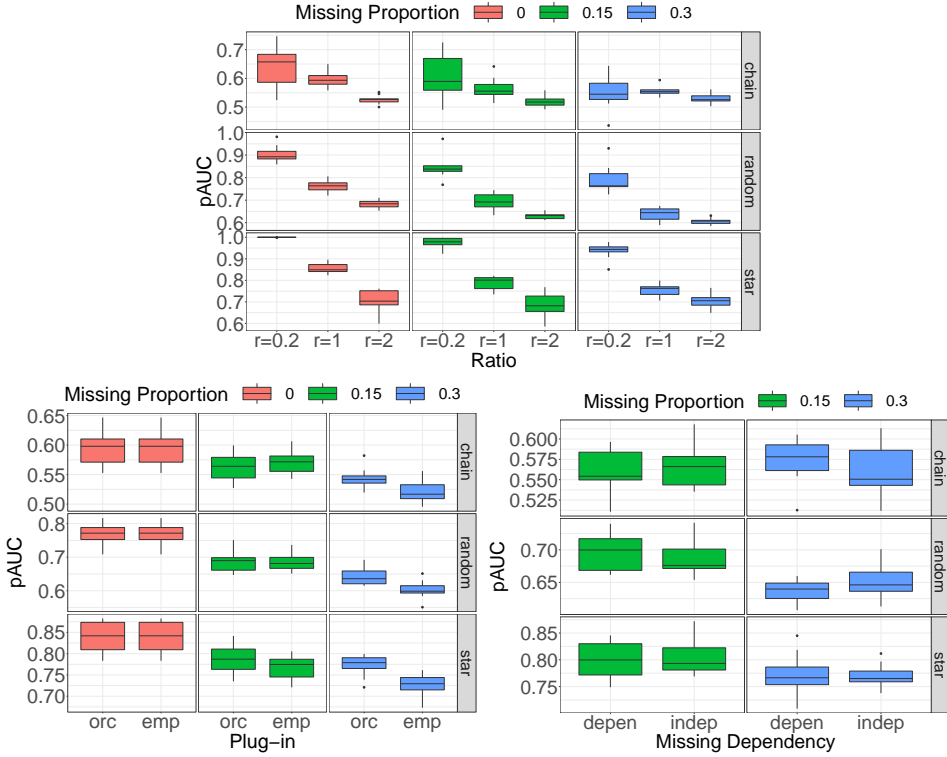 Missing Proportion 0 0.15 0.3
0.7
0.6
0.5
chain
0.9
0.8
0.7
0.6
random
1.0
0.9
0.8
0.7
0.6
star
pAUC
r=0.2 r=1 r=2 r=0.2 r=1 r=2 r=0.2 r=1 r=2
Ratio
Missing Proportion 0 0.15 0.3
0.65
0.60
0.55
0.50
chain
0.8
0.7
0.6
random
0.85
0.80
0.75
0.70
star
pAUC
orc emp orc emp orc emp
Plug-in
Missing Proportion 0.15 0.3
0.600
0.575
0.550
0.525
chain
0.70
0.65
random
0.85
0.80
0.75
star
pAUC
depen indep depen indep
Missing Dependency